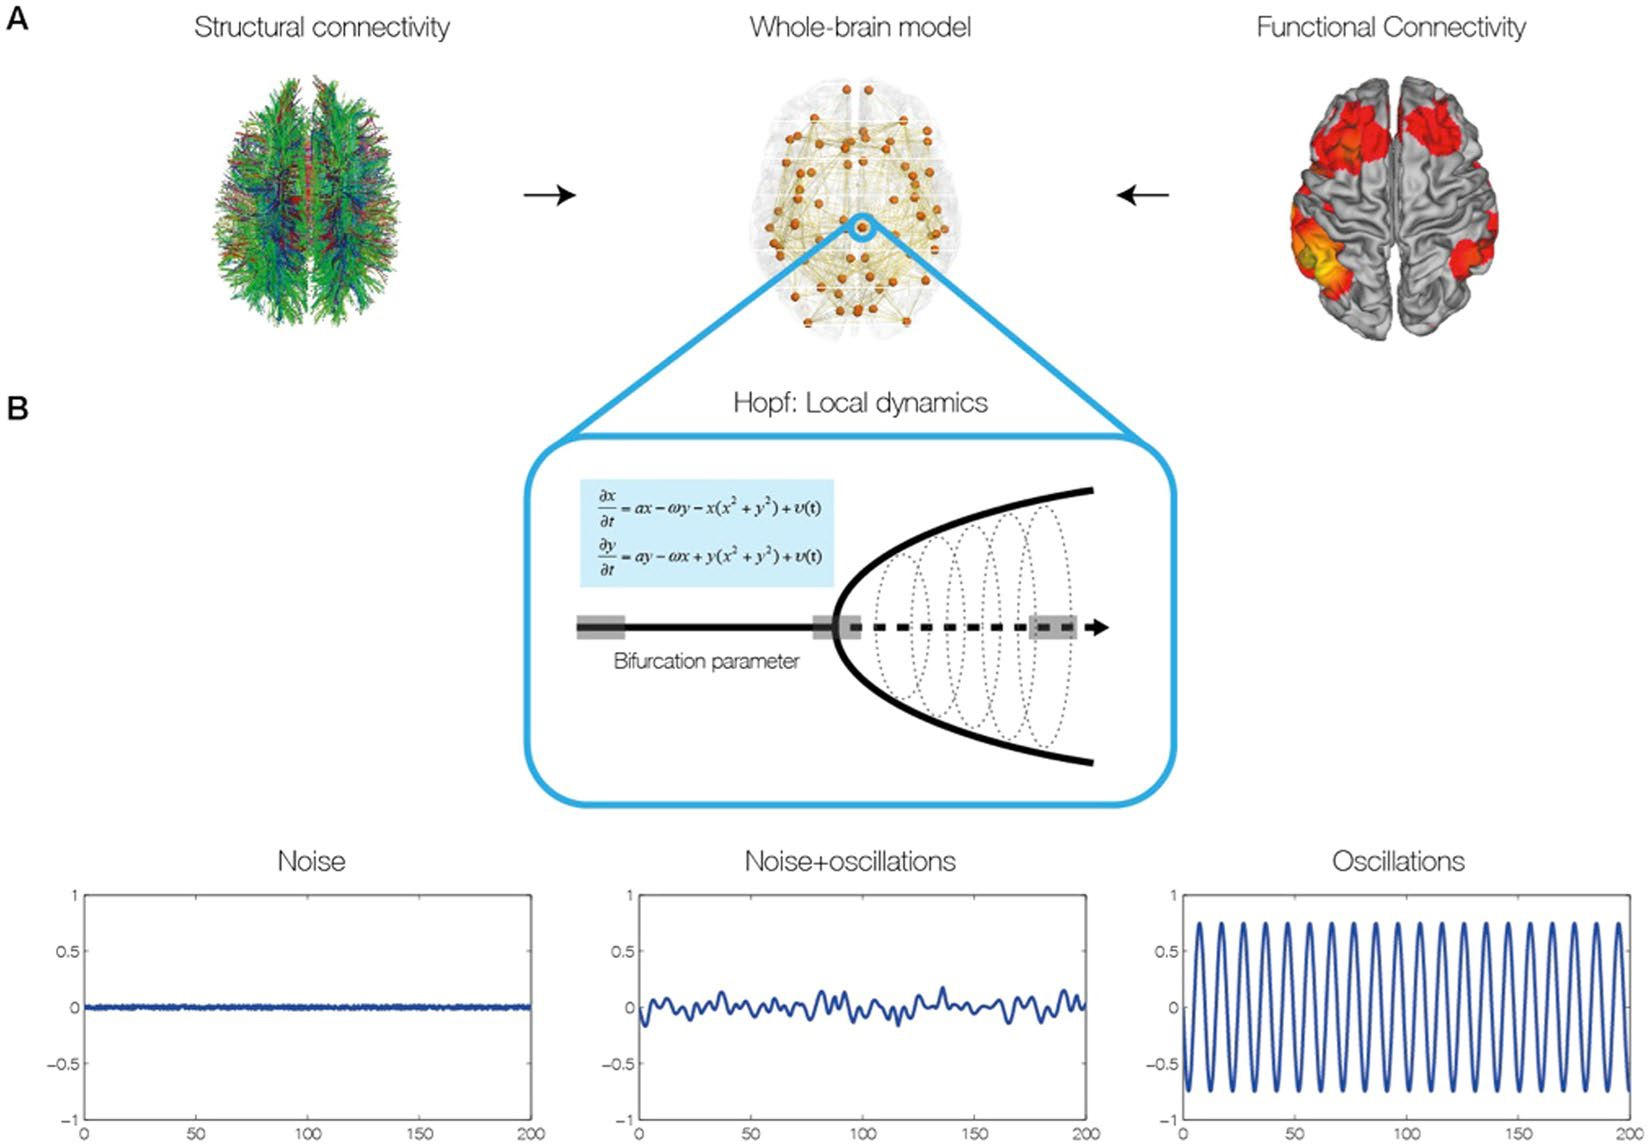 A
Structural connectivity
Whole-brain model
Functional Connectivity
B
Hopf: Local dynamics
∂x/∂t = ax − ωy − x(x² + y²) + υ(t)
∂y/∂t = ay − ωx + y(x² + y²) + υ(t)
Bifurcation parameter
Noise
1
0.5
0
−0.5
−1
0 50 100 150 200
Noise+oscillations
1
0.5
0
−0.5
−1
0 50 100 150 200
Oscillations
1
0.5
0
−0.5
−1
0 50 100 150 200